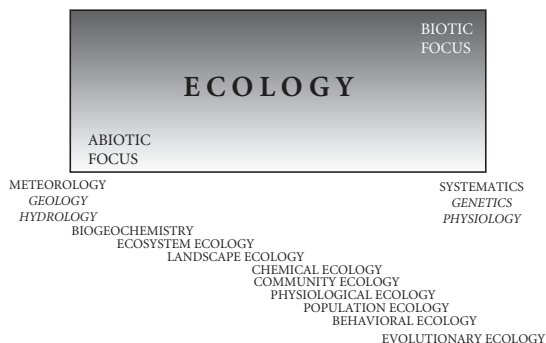 BIOTIC
FOCUS
ECOLOGY
ABIOTIC
FOCUS
METEOROLOGY
GEOLOGY
HYDROLOGY
SYSTEMATICS
GENETICS
PHYSIOLOGY
BIOGEOCHEMISTRY
ECOSYSTEM ECOLOGY
LANDSCAPE ECOLOGY
CHEMICAL ECOLOGY
COMMUNITY ECOLOGY
PHYSIOLOGICAL ECOLOGY
POPULATION ECOLOGY
BEHAVIORAL ECOLOGY
EVOLUTIONARY ECOLOGY